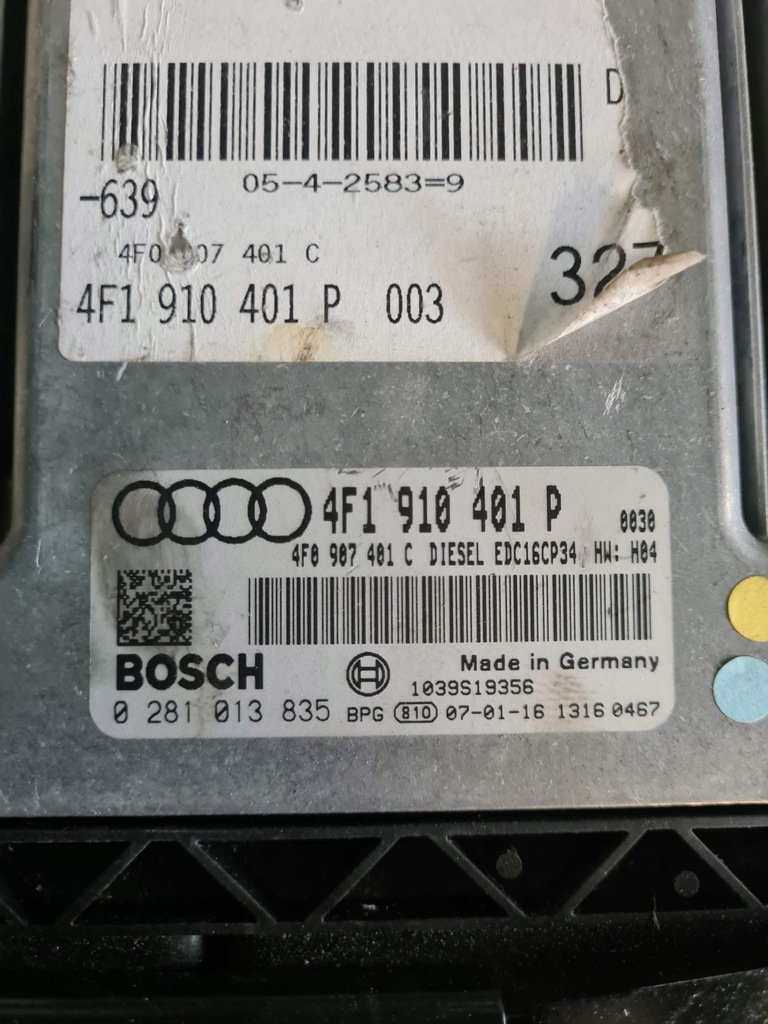 D
05-4-2583=9
-639
4F0 07 401 C
4F1 910 401 P 003
327
4F1 910 401 P 0030
4F0 907 401 C DIESEL EDC16CP34 HW: H04
BOSCH
Made in Germany
1039S19356
0 281 013 835 BPG 810 07-01-16 1316 0467